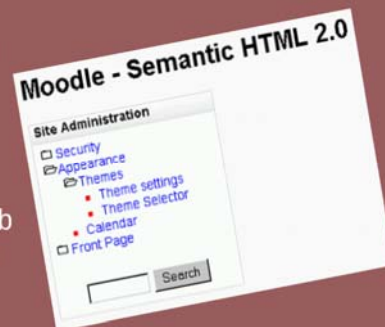 Moodle - Semantic HTML 2.0
Site Administration
Security
Appearance
Themes
Theme settings
Theme Selector
Calendar
Front Page
b
Search